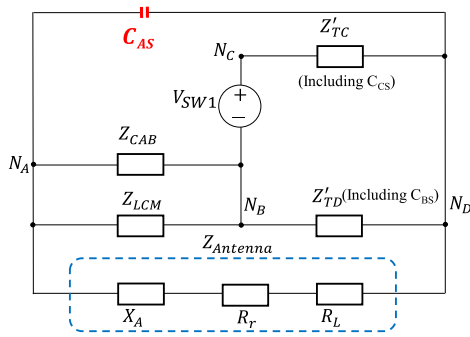 C_AS
N_C
Z'_TC
(Including C_CS)
V_SW1
+
−
Z_CAB
N_A
Z_LCM
N_B
Z'_TD (Including C_BS)
N_D
Z_Antenna
X_A
R_r
R_L